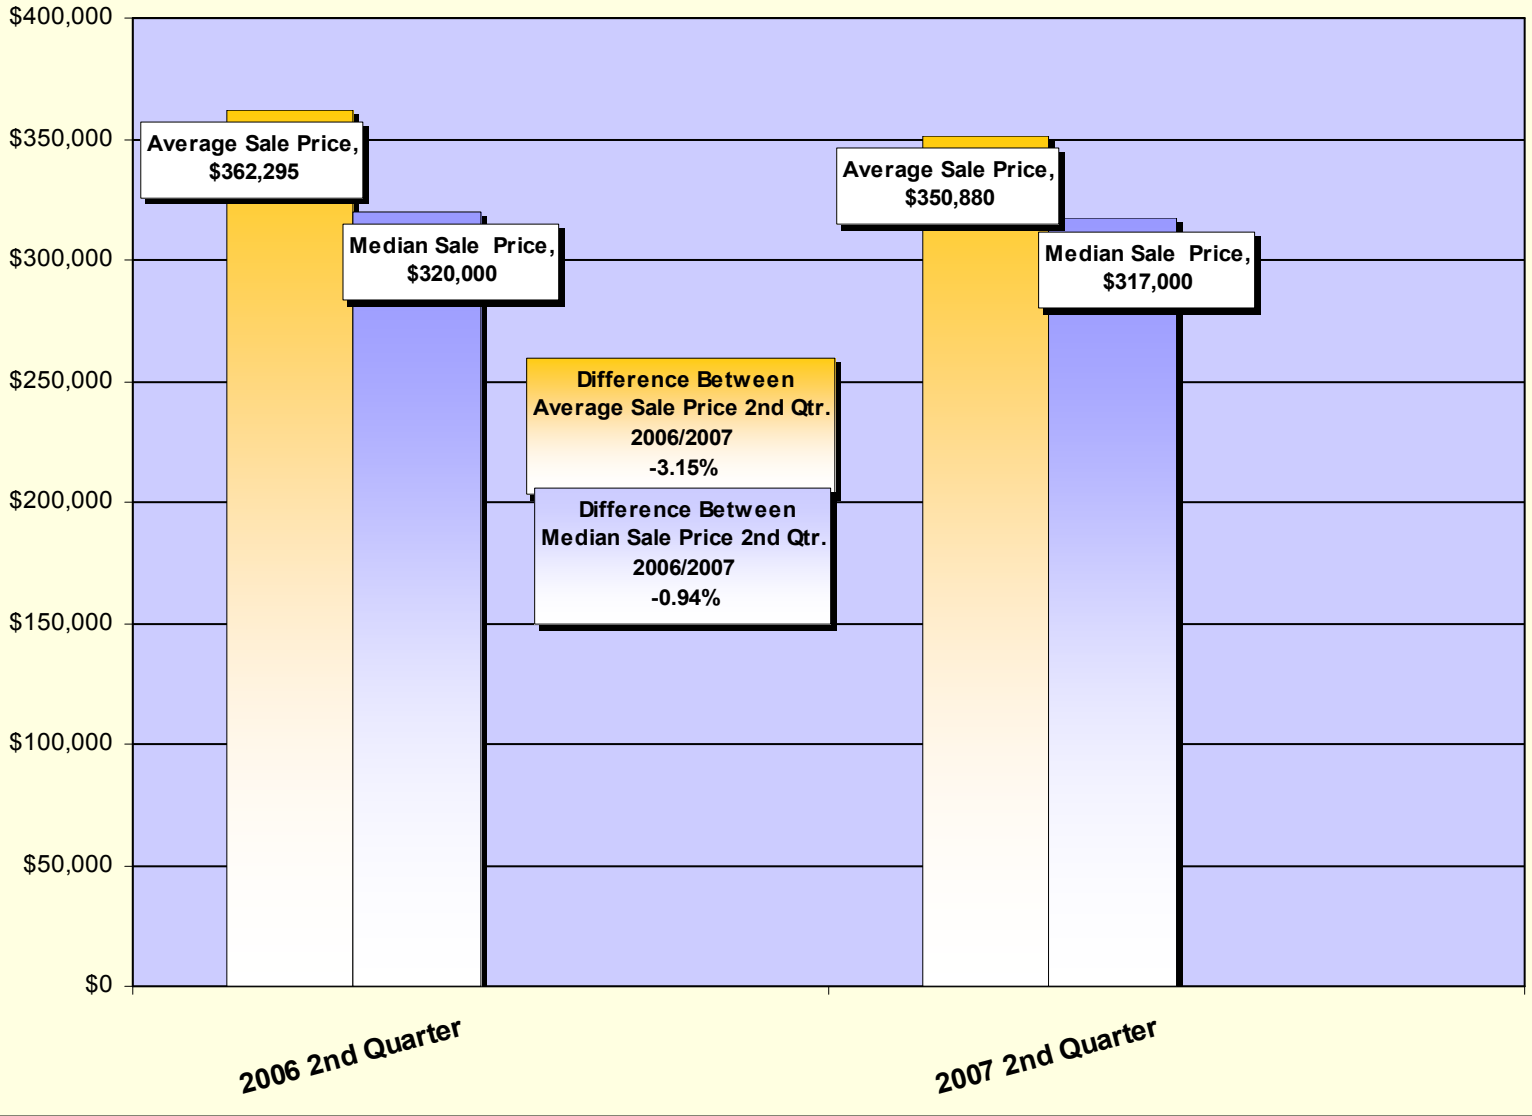 $400,000
$350,000
$300,000
$250,000
$200,000
$150,000
$100,000
$50,000
$0
Average Sale Price,
$362,295
Median Sale Price,
$320,000
Difference Between
Average Sale Price 2nd Qtr.
2006/2007
-3.15%
Difference Between
Median Sale Price 2nd Qtr.
2006/2007
-0.94%
Average Sale Price,
$350,880
Median Sale Price,
$317,000
2006 2nd Quarter
2007 2nd Quarter